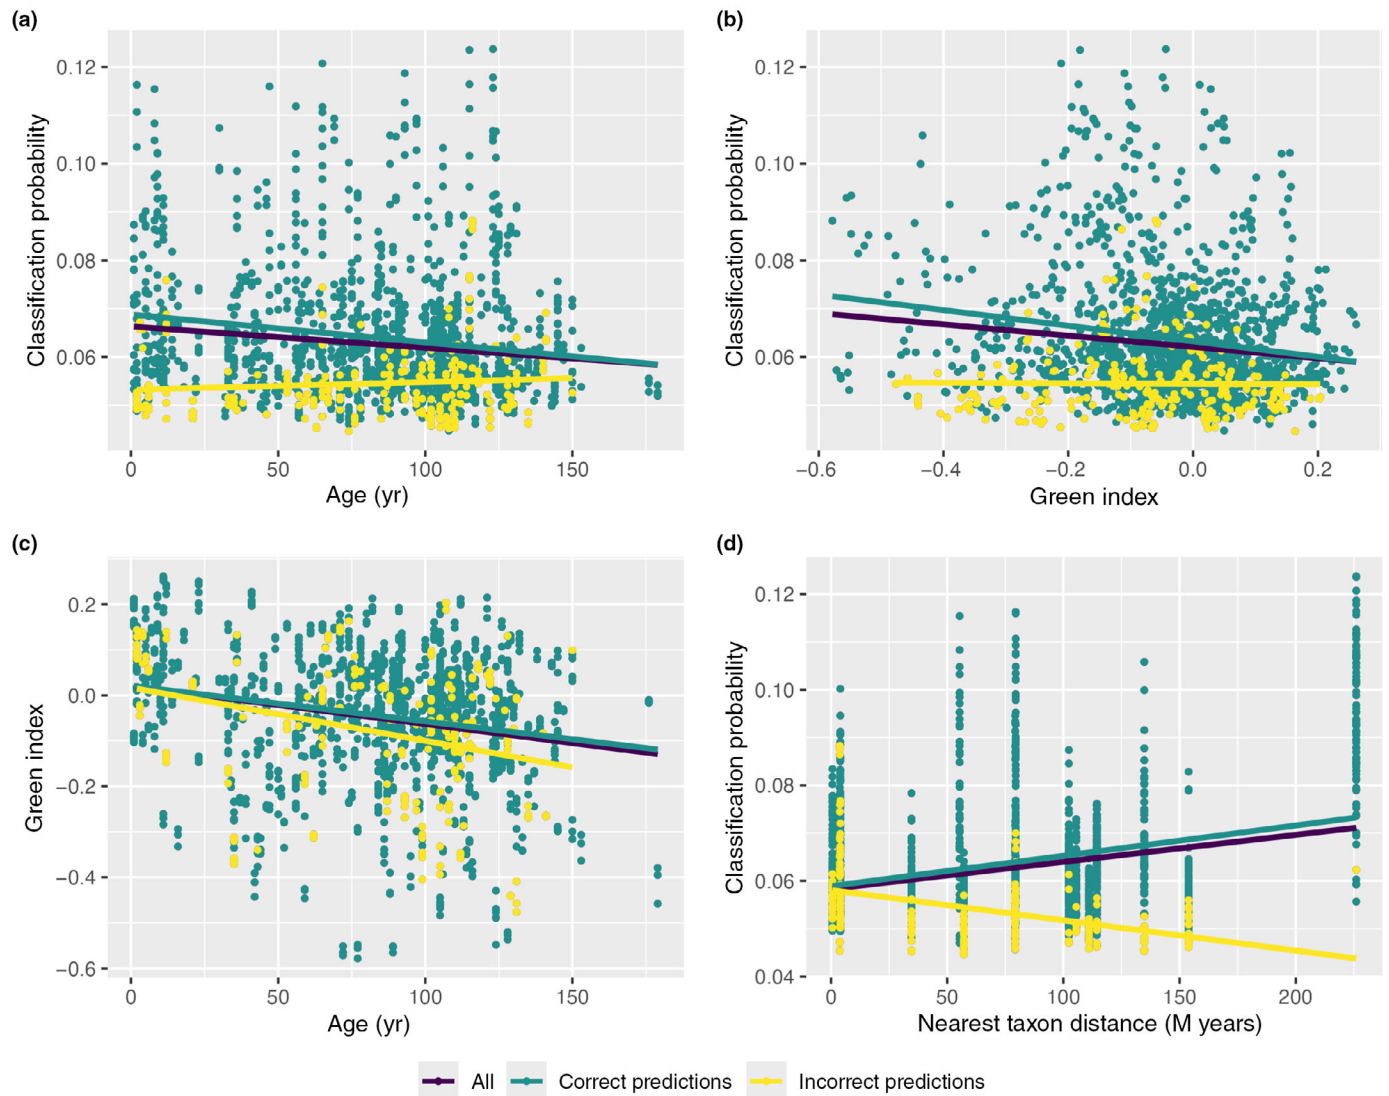 (a)
0.12
0.10
0.08
0.06
Classification probability
0 50 100 150
Age (yr)
(b)
0.12
0.10
0.08
0.06
Classification probability
−0.6 −0.4 −0.2 0.0 0.2
Green index
(c)
0.2
0.0
−0.2
−0.4
−0.6
Green index
0 50 100 150
Age (yr)
(d)
0.12
0.10
0.08
0.06
0.04
Classification probability
0 50 100 150 200
Nearest taxon distance (M years)
All Correct predictions Incorrect predictions